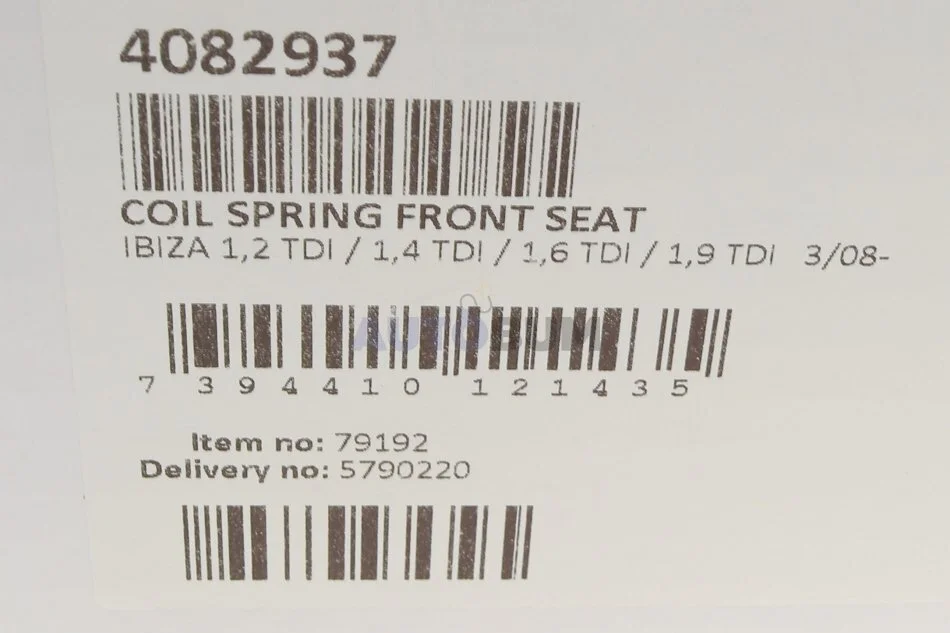 4082937
COIL SPRING FRONT SEAT
IBIZA 1,2 TDI / 1,4 TDI / 1,6 TDI / 1,9 TDI 3/08-
AUTOBUM
7 394410 121435
Item no: 79192
Delivery no: 5790220